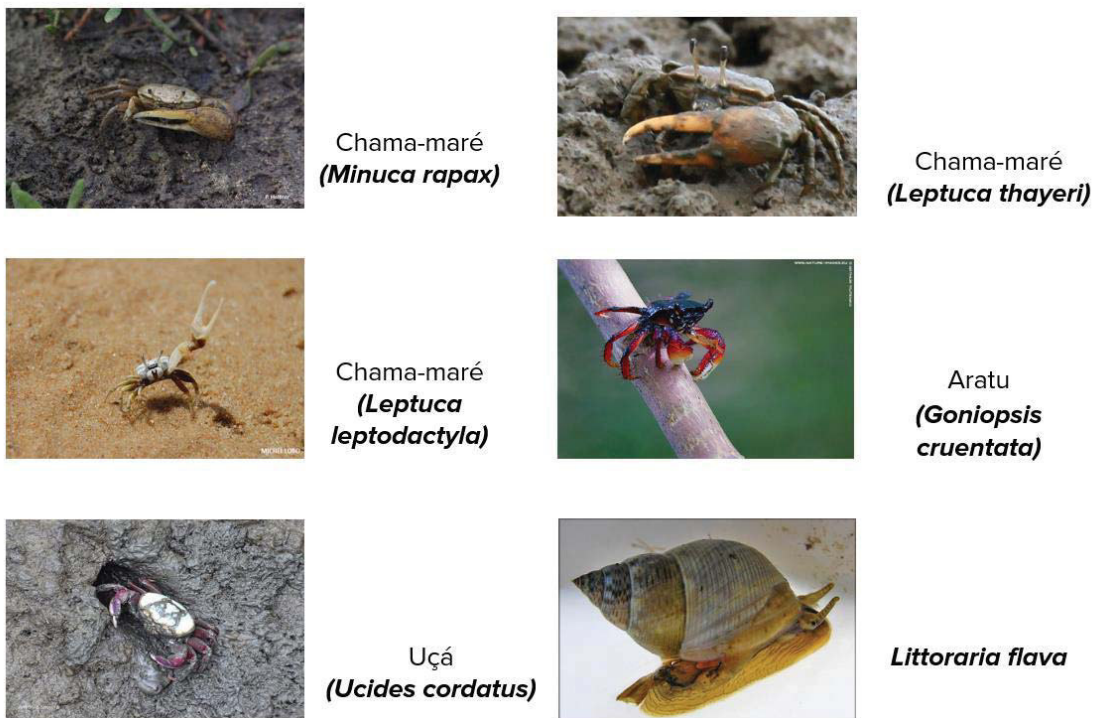 Chama-maré
(Minuca rapax)
Chama-maré
(Leptuca thayeri)
Chama-maré
(Leptuca
leptodactyla)
Aratu
(Goniopsis
cruentata)
Uçá
(Ucides cordatus)
Littoraria flava